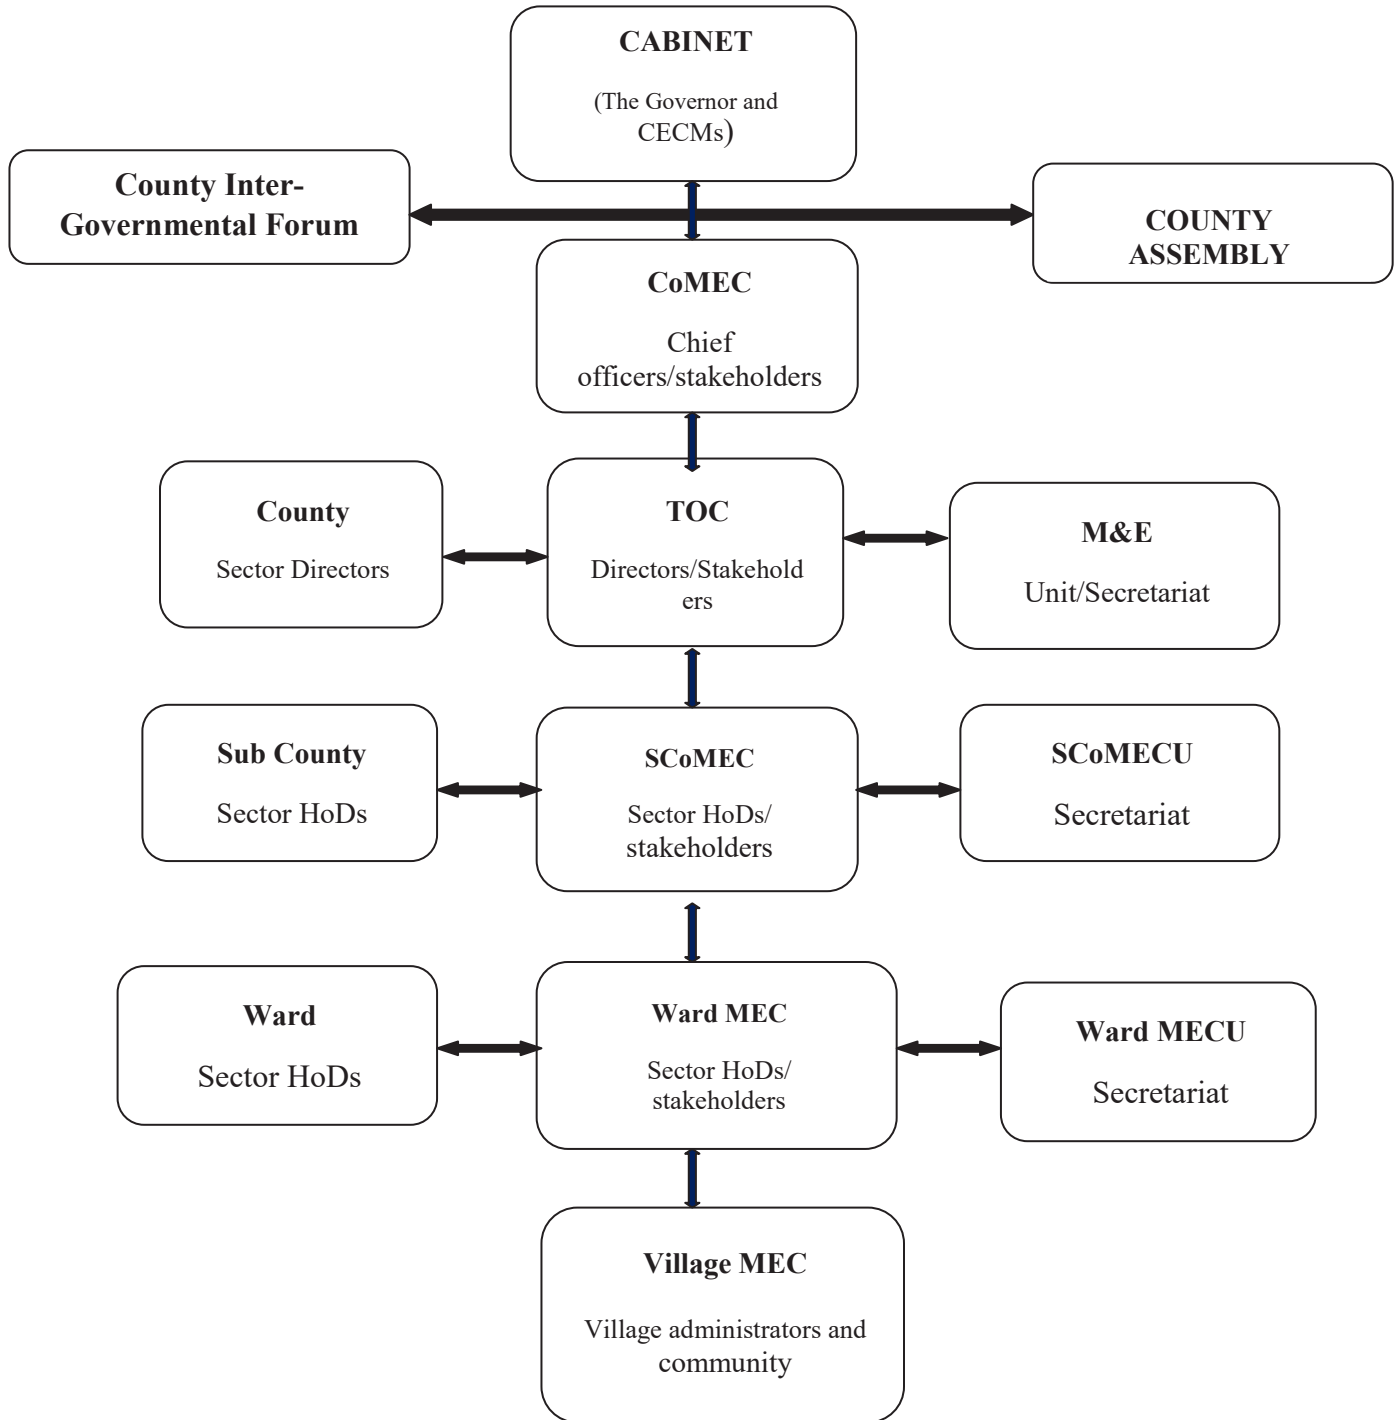 CABINET
(The Governor and
CECMs)
County Inter-
Governmental Forum
COUNTY
ASSEMBLY
CoMEC
Chief
officers/stakeholders
County
Sector Directors
TOC
Directors/Stakehold
ers
M&E
Unit/Secretariat
Sub County
Sector HoDs
SCoMEC
Sector HoDs/
stakeholders
SCoMECU
Secretariat
Ward
Sector HoDs
Ward MEC
Sector HoDs/
stakeholders
Ward MECU
Secretariat
Village MEC
Village administrators and
community